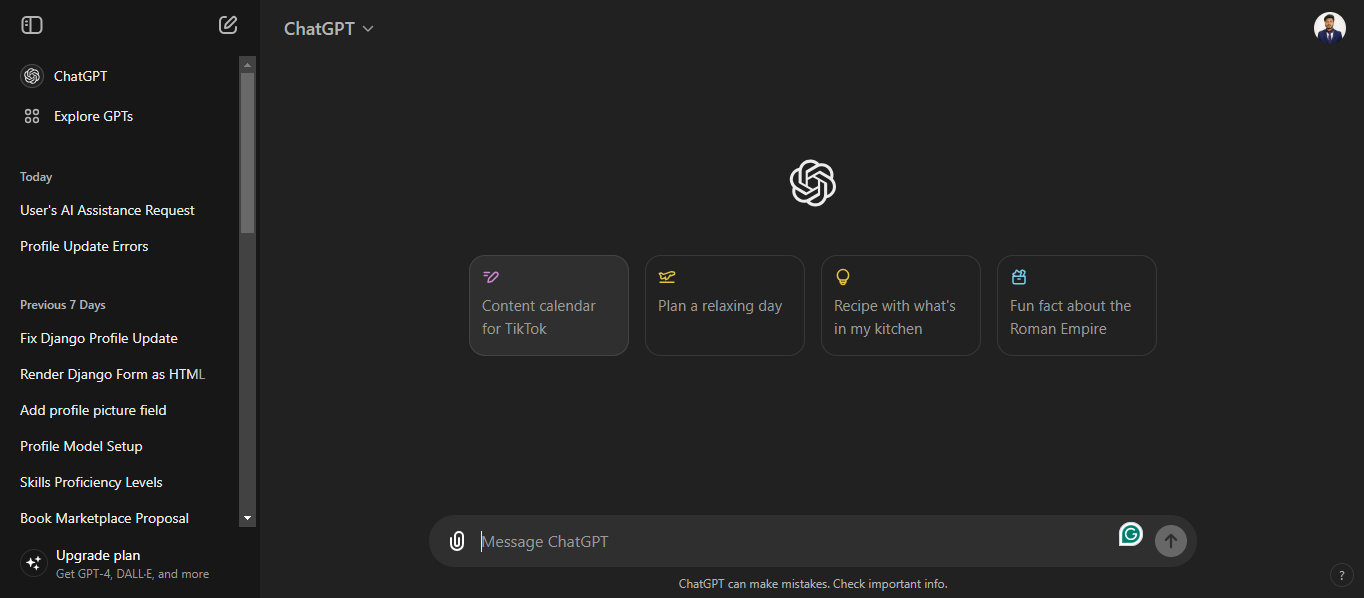 ChatGPT
Explore GPTs
Today
User's AI Assistance Request
Profile Update Errors
Previous 7 Days
Fix Django Profile Update
Render Django Form as HTML
Add profile picture field
Profile Model Setup
Skills Proficiency Levels
Book Marketplace Proposal
Upgrade plan
Get GPT-4, DALL·E, and more
ChatGPT
Content calendar
for TikTok
Plan a relaxing day
Recipe with what's
in my kitchen
Fun fact about the
Roman Empire
Message ChatGPT
G
ChatGPT can make mistakes. Check important info.
?